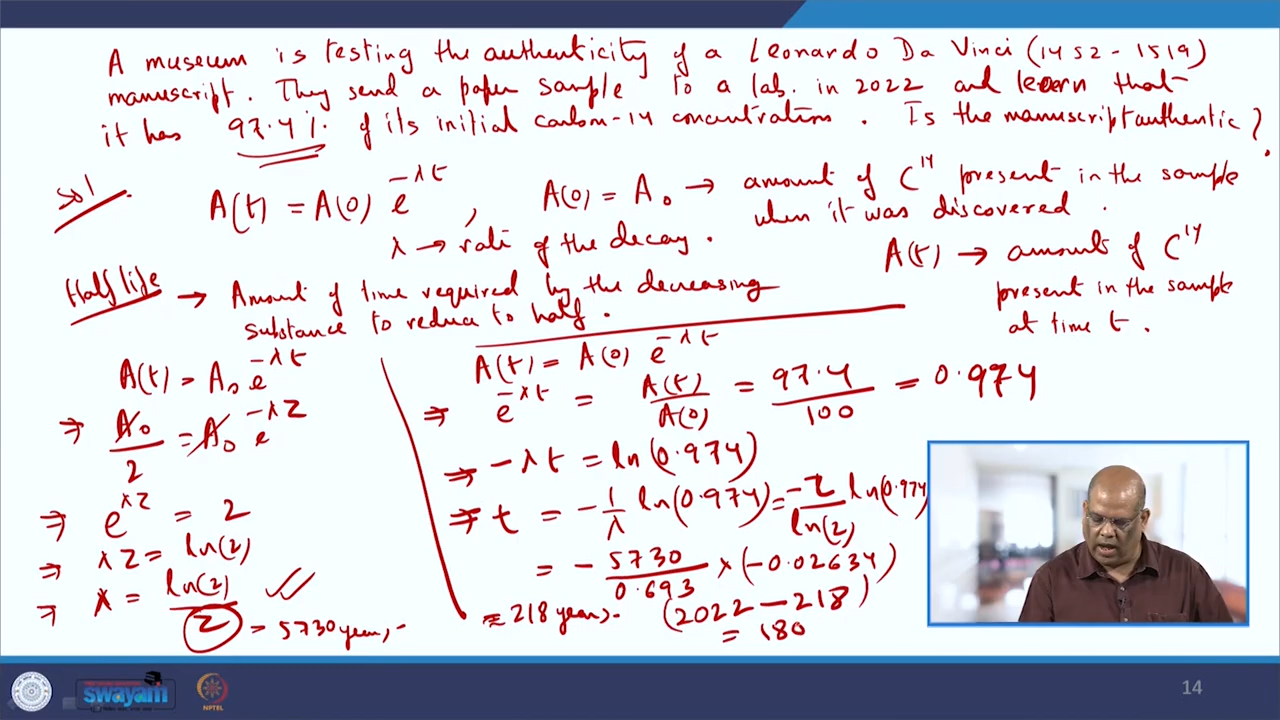 A museum is testing the authenticity of a Leonardo Da Vinci (1452-1519)
manuscript. They send a paper sample to a lab. in 2022 and learn that
it has 97.4%. of its initial carbon-14 concentration. Is the manuscript authentic?
Sol
A(t) = A(0) e^{-λt}, A(0) = A₀ → amount of C¹⁴ present in the sample
when it was discovered.
λ → rate of the decay.
A(t) → amount of C¹⁴
present in the sample
at time t.
Half life → Amount of time required by the decreasing
substance to reduce to half.
A(t) = A₀ e^{-λt}
⇒ A₀/2 = A₀ e^{-λτ}
⇒ e^{λτ} = 2
⇒ λτ = ln(2)
⇒ λ = ln(2)/τ
τ = 5730 years,-
A(t) = A(0) e^{-λt}
⇒ e^{-λt} = A(t)/A(0) = 97.4/100 = 0.974
⇒ -λt = ln(0.974)
⇒ t = -1/λ ln(0.974) = -τ/ln(2) ln(0.974)
= - 5730/0.693 × (-0.02634)
≈ 218 years. (2022-218)
= 180
swayam
NPTEL
14